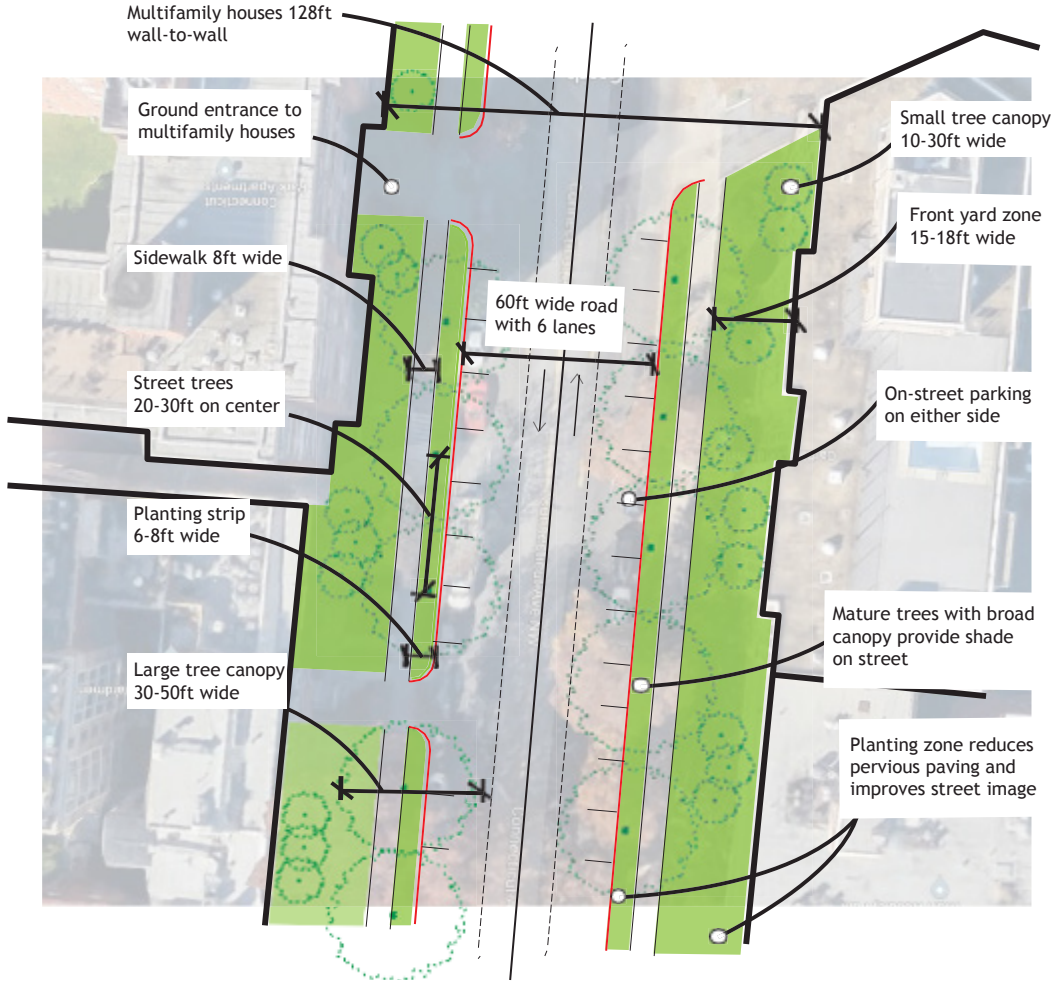 Multifamily houses 128ft
wall-to-wall
Ground entrance to
multifamily houses
Small tree canopy
10-30ft wide
Front yard zone
15-18ft wide
Sidewalk 8ft wide
60ft wide road
with 6 lanes
Street trees
20-30ft on center
On-street parking
on either side
Planting strip
6-8ft wide
Mature trees with broad
canopy provide shade
on street
Large tree canopy
30-50ft wide
Planting zone reduces
pervious paving and
improves street image
Connecticut
Park Apartments